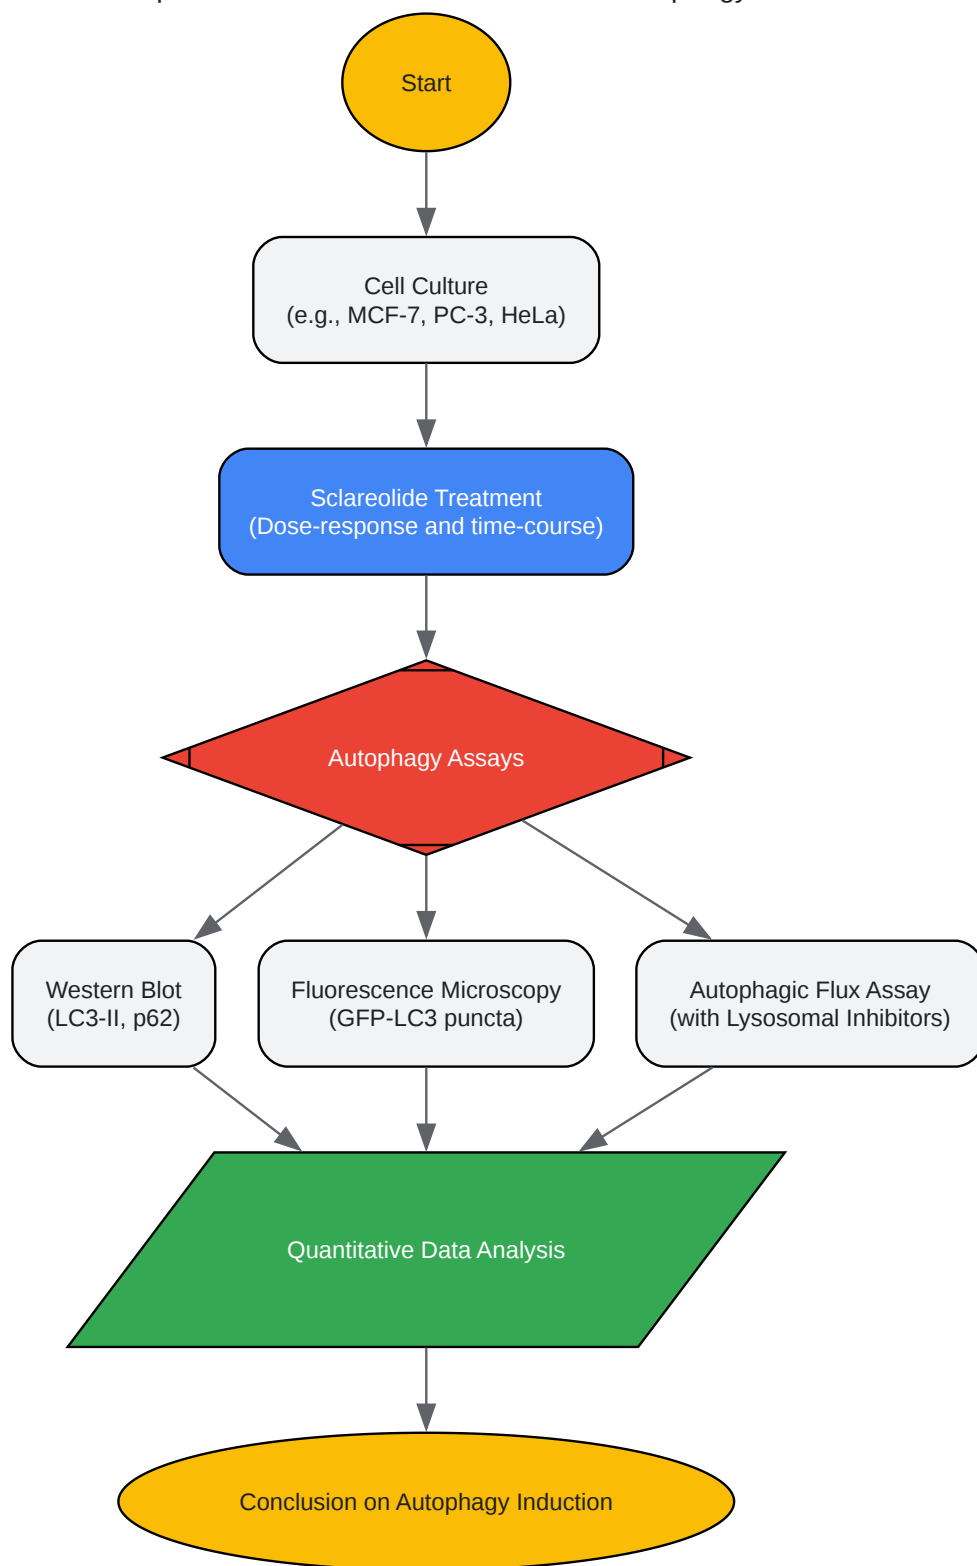 Start
Cell Culture
(e.g., MCF-7, PC-3, HeLa)
Sclareolide Treatment
(Dose-response and time-course)
Autophagy Assays
Western Blot
(LC3-II, p62)
Fluorescence Microscopy
(GFP-LC3 puncta)
Autophagic Flux Assay
(with Lysosomal Inhibitors)
Quantitative Data Analysis
Conclusion on Autophagy Induction